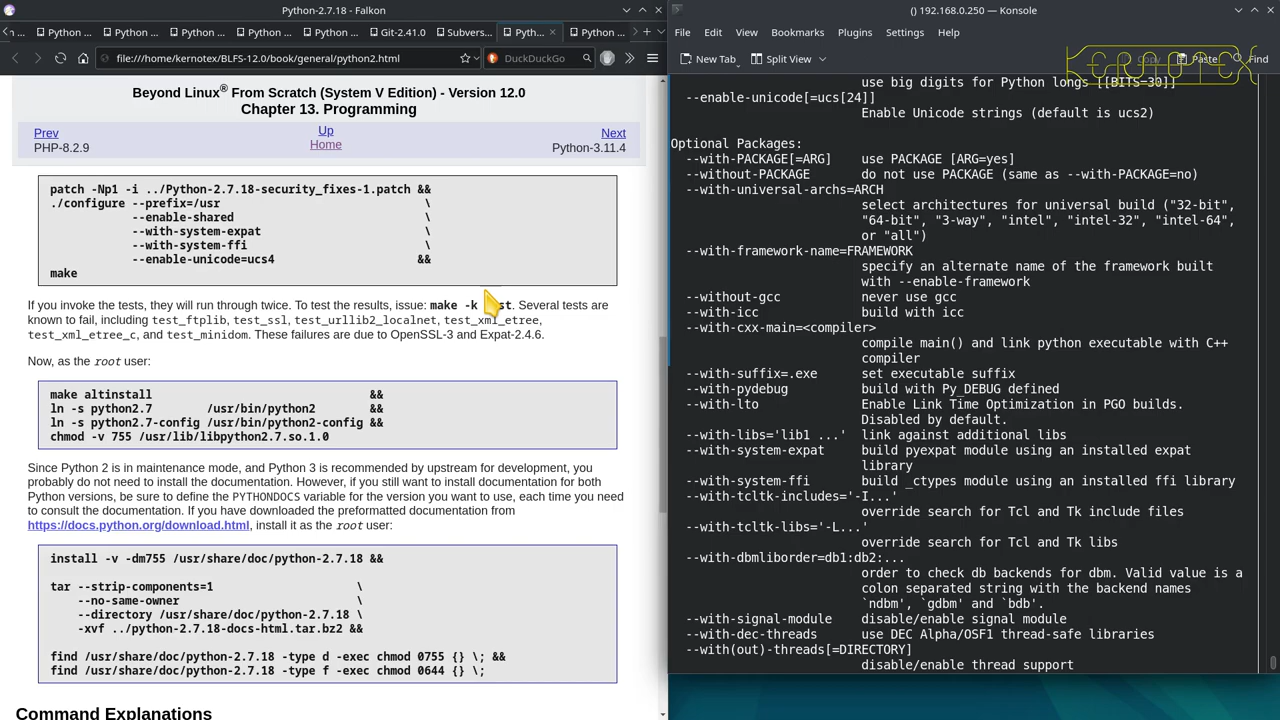 Python-2.7.18 - Falkon
Python ...
Python ...
Python ...
Python ...
Python ...
Git-2.41.0
Subvers...
Pyth...
Python ...
file:///home/kernotex/BLFS-12.0/book/general/python2.html
DuckDuckGo
Beyond Linux® From Scratch (System V Edition) - Version 12.0
Chapter 13. Programming
Prev Up Next
PHP-8.2.9 Home Python-3.11.4
patch -Np1 -i ../Python-2.7.18-security_fixes-1.patch &&
./configure --prefix=/usr \
--enable-shared \
--with-system-expat \
--with-system-ffi \
--enable-unicode=ucs4 &&
make
If you invoke the tests, they will run through twice. To test the results, issue: make -k st. Several tests are
known to fail, including test_ftplib, test_ssl, test_urllib2_localnet, test_xml_etree,
test_xml_etree_c, and test_minidom. These failures are due to OpenSSL-3 and Expat-2.4.6.
Now, as the root user:
make altinstall &&
ln -s python2.7 /usr/bin/python2 &&
ln -s python2.7-config /usr/bin/python2-config &&
chmod -v 755 /usr/lib/libpython2.7.so.1.0
Since Python 2 is in maintenance mode, and Python 3 is recommended by upstream for development, you
probably do not need to install the documentation. However, if you still want to install documentation for both
Python versions, be sure to define the PYTHONDOCS variable for the version you want to use, each time you need
to consult the documentation. If you have downloaded the preformatted documentation from
https://docs.python.org/download.html, install it as the root user:
install -v -dm755 /usr/share/doc/python-2.7.18 &&
tar --strip-components=1 \
--no-same-owner \
--directory /usr/share/doc/python-2.7.18 \
-xvf ../python-2.7.18-docs-html.tar.bz2 &&
find /usr/share/doc/python-2.7.18 -type d -exec chmod 0755 {} \; &&
find /usr/share/doc/python-2.7.18 -type f -exec chmod 0644 {} \;
Command Explanations
() 192.168.0.250 — Konsole
File Edit View Bookmarks Plugins Settings Help
New Tab Split View Copy Paste Find
KERNOTEX
use big digits for Python longs [[BITS=30]]
--enable-unicode[=ucs[24]]
Enable Unicode strings (default is ucs2)
Optional Packages:
--with-PACKAGE[=ARG] use PACKAGE [ARG=yes]
--without-PACKAGE do not use PACKAGE (same as --with-PACKAGE=no)
--with-universal-archs=ARCH
select architectures for universal build ("32-bit",
"64-bit", "3-way", "intel", "intel-32", "intel-64",
or "all")
--with-framework-name=FRAMEWORK
specify an alternate name of the framework built
with --enable-framework
--without-gcc never use gcc
--with-icc build with icc
--with-cxx-main=<compiler>
compile main() and link python executable with C++
compiler
--with-suffix=.exe set executable suffix
--with-pydebug build with Py_DEBUG defined
--with-lto Enable Link Time Optimization in PGO builds.
Disabled by default.
--with-libs='lib1 ...' link against additional libs
--with-system-expat build pyexpat module using an installed expat
library
--with-system-ffi build _ctypes module using an installed ffi library
--with-tcltk-includes='-I...'
override search for Tcl and Tk include files
--with-tcltk-libs='-L...'
override search for Tcl and Tk libs
--with-dbmliborder=db1:db2:...
order to check db backends for dbm. Valid value is a
colon separated string with the backend names
`ndbm', `gdbm' and `bdb'.
--with-signal-module disable/enable signal module
--with-dec-threads use DEC Alpha/OSF1 thread-safe libraries
--with(out)-threads[=DIRECTORY]
disable/enable thread support